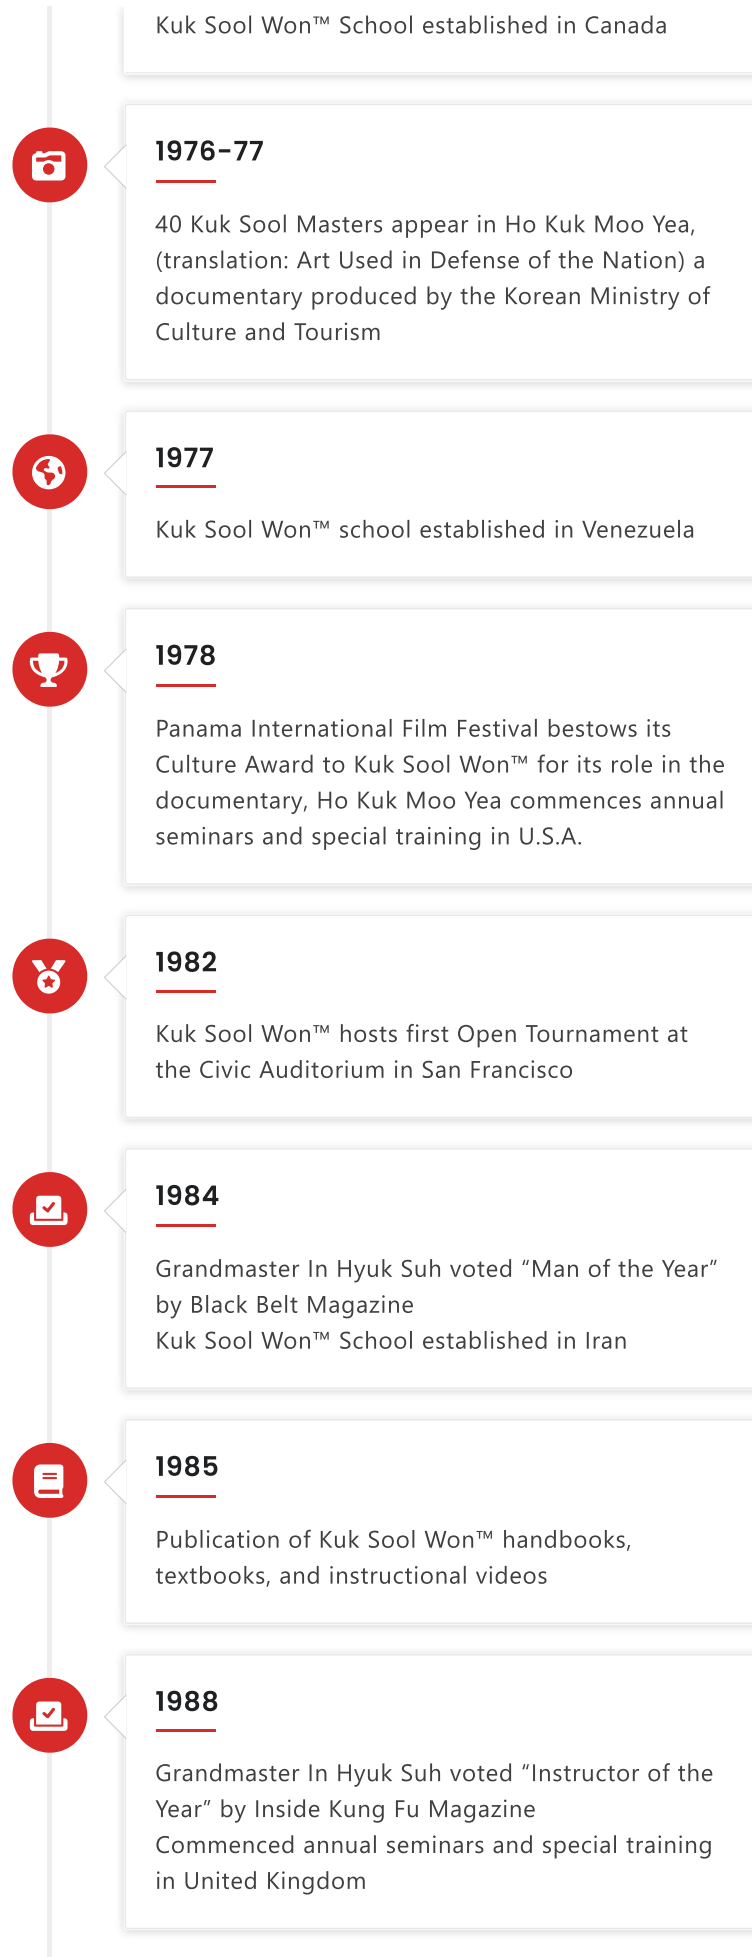 Kuk Sool Won™ School established in Canada
1976-77
40 Kuk Sool Masters appear in Ho Kuk Moo Yea,
(translation: Art Used in Defense of the Nation) a
documentary produced by the Korean Ministry of
Culture and Tourism
1977
Kuk Sool Won™ school established in Venezuela
1978
Panama International Film Festival bestows its
Culture Award to Kuk Sool Won™ for its role in the
documentary, Ho Kuk Moo Yea commences annual
seminars and special training in U.S.A.
1982
Kuk Sool Won™ hosts first Open Tournament at
the Civic Auditorium in San Francisco
1984
Grandmaster In Hyuk Suh voted “Man of the Year”
by Black Belt Magazine
Kuk Sool Won™ School established in Iran
1985
Publication of Kuk Sool Won™ handbooks,
textbooks, and instructional videos
1988
Grandmaster In Hyuk Suh voted “Instructor of the
Year” by Inside Kung Fu Magazine
Commenced annual seminars and special training
in United Kingdom